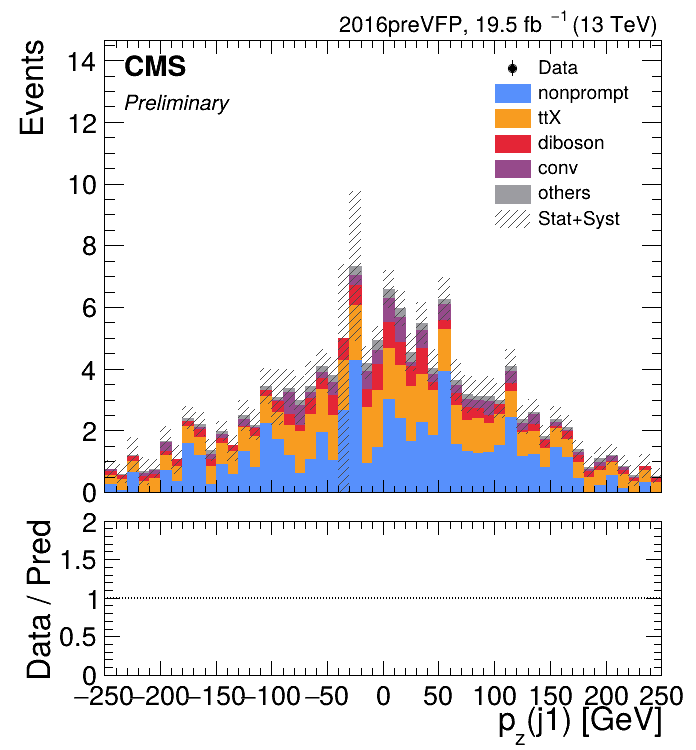 2016preVFP, 19.5 fb⁻¹ (13 TeV)
CMS
Preliminary
Events
14
12
10
8
6
4
2
0
Data
nonprompt
ttX
diboson
conv
others
Stat+Syst
Data / Pred
2
1.5
1
0.5
0
−250 −200 −150 −100 −50 0 50 100 150 200 250
p_z(j1) [GeV]